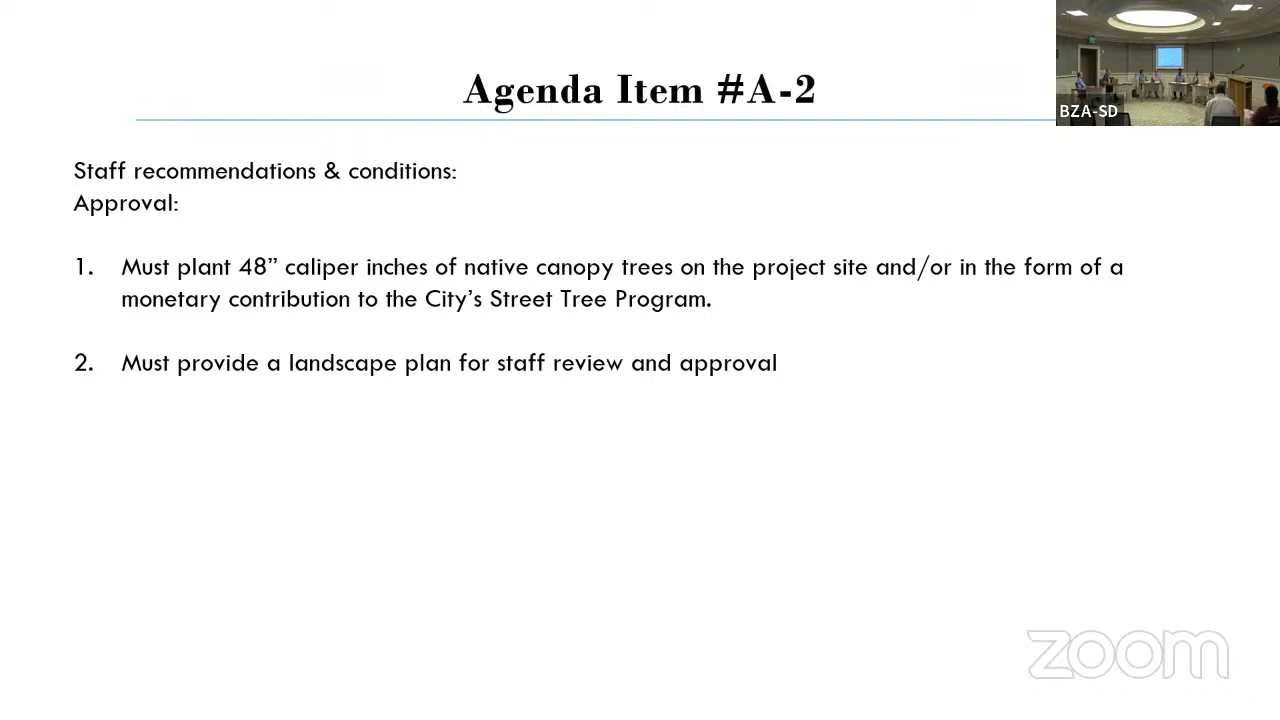 Agenda Item #A-2
BZA-SD
Staff recommendations & conditions:
Approval:
1. Must plant 48” caliper inches of native canopy trees on the project site and/or in the form of a
monetary contribution to the City’s Street Tree Program.
2. Must provide a landscape plan for staff review and approval
zoom